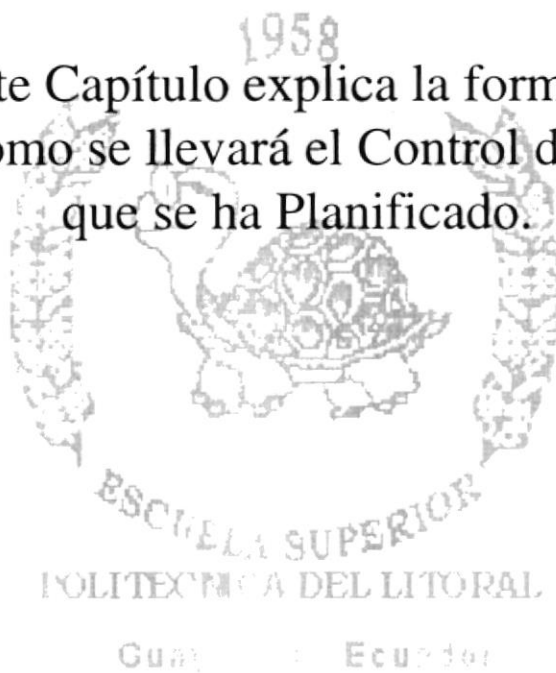 1958
te Capítulo explica la form
omo se llevará el Control d
que se ha Planificado.
ESCUELA SUPERIOR
POLITECNICA DEL LITORAL